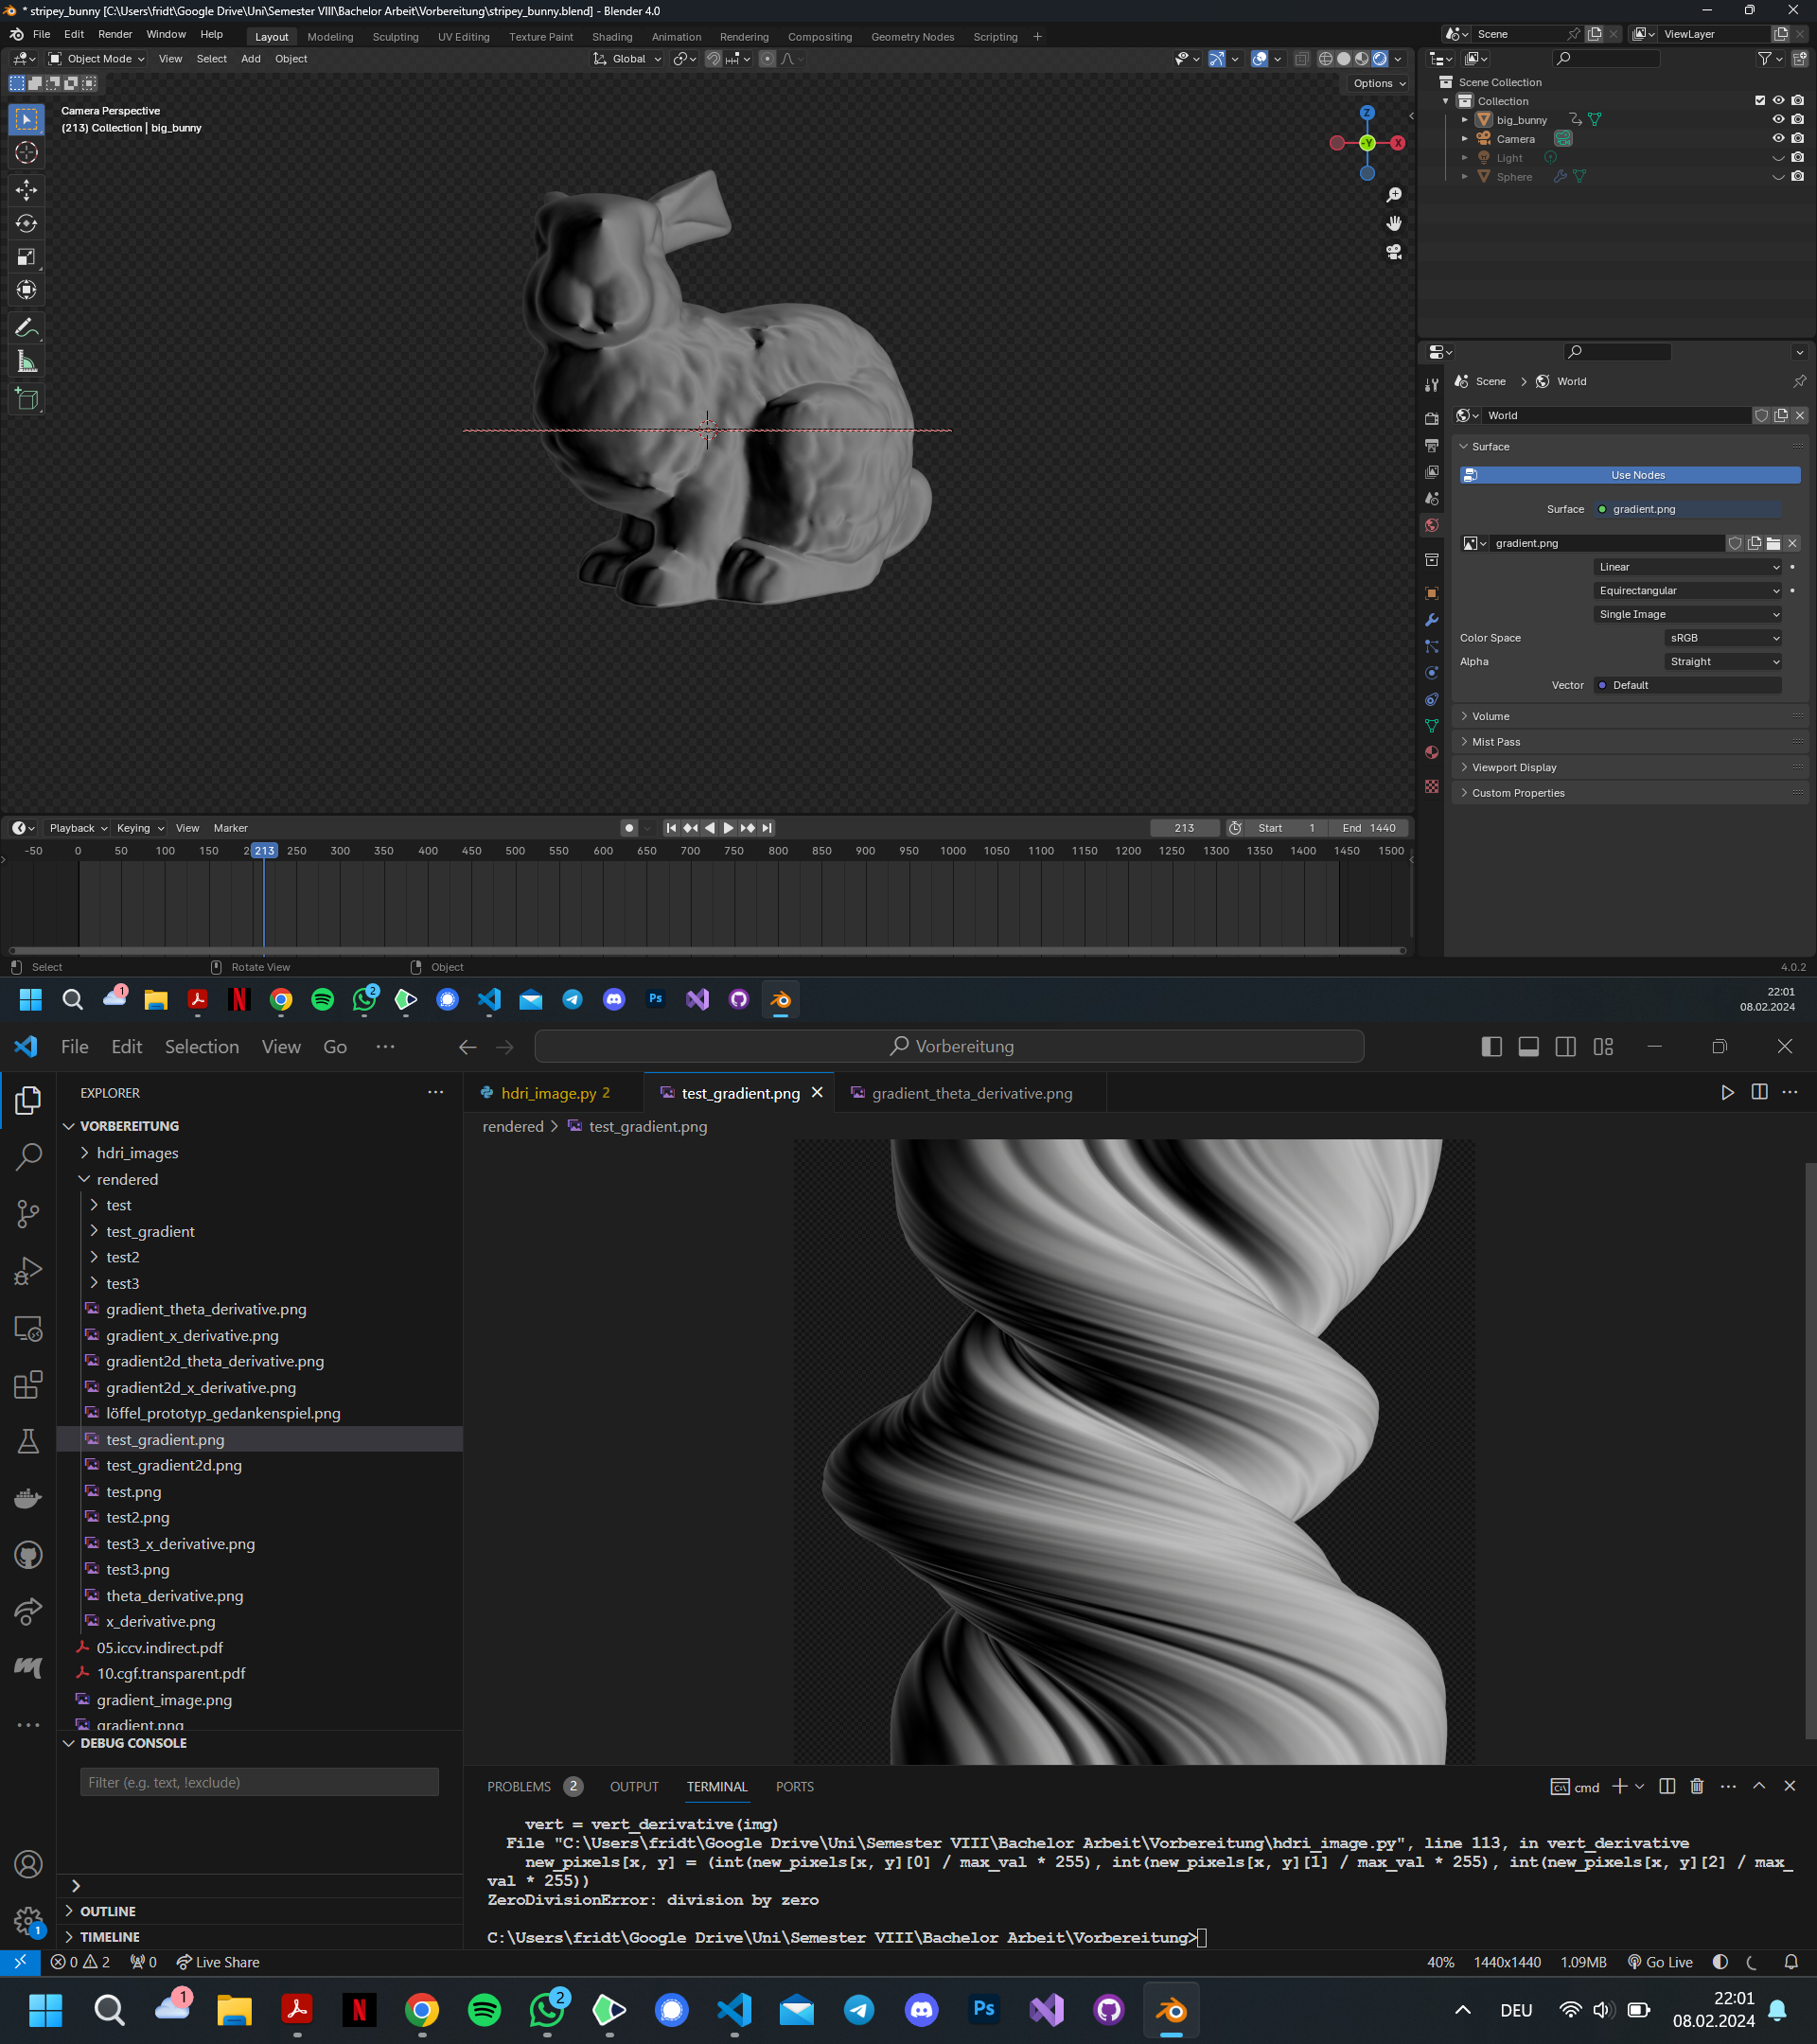 * stripey_bunny [C:\Users\fridt\Google Drive\Uni\Semester VIII\Bachelor Arbeit\Vorbereitung\stripey_bunny.blend] - Blender 4.0
File Edit Render Window Help Layout Modeling Sculpting UV Editing Texture Paint Shading Animation Rendering Compositing Geometry Nodes Scripting + Scene ViewLayer
Object Mode View Select Add Object Global
Options
Camera Perspective
(213) Collection | big_bunny
Z
-Y X
Scene Collection
Collection
big_bunny
Camera
Light
Sphere
Scene > World
World
Surface
Use Nodes
Surface gradient.png
gradient.png
Linear
Equirectangular
Single Image
Color Space sRGB
Alpha Straight
Vector Default
Volume
Mist Pass
Viewport Display
Custom Properties
Playback Keying View Marker 213 Start 1 End 1440
-50 0 50 100 150 2 213 250 300 350 400 450 500 550 600 650 700 750 800 850 900 950 1000 1050 1100 1150 1200 1250 1300 1350 1400 1450 1500
Select Rotate View Object 4.0.2
1 N 2 Ps
22:01
08.02.2024
File Edit Selection View Go ··· Vorbereitung
EXPLORER ···
hdri_image.py 2 test_gradient.png gradient_theta_derivative.png
rendered > test_gradient.png
VORBEREITUNG
hdri_images
rendered
test
test_gradient
test2
test3
gradient_theta_derivative.png
gradient_x_derivative.png
gradient2d_theta_derivative.png
gradient2d_x_derivative.png
löffel_prototyp_gedankenspiel.png
test_gradient.png
test_gradient2d.png
test.png
test2.png
test3_x_derivative.png
test3.png
theta_derivative.png
x_derivative.png
05.iccv.indirect.pdf
10.cgf.transparent.pdf
gradient_image.png
gradient.png
DEBUG CONSOLE
Filter (e.g. text, !exclude)
OUTLINE
TIMELINE
1
PROBLEMS 2 OUTPUT TERMINAL PORTS cmd
vert = vert_derivative(img)
File "C:\Users\fridt\Google Drive\Uni\Semester VIII\Bachelor Arbeit\Vorbereitung\hdri_image.py", line 113, in vert_derivative
new_pixels[x, y] = (int(new_pixels[x, y][0] / max_val * 255), int(new_pixels[x, y][1] / max_val * 255), int(new_pixels[x, y][2] / max_
val * 255))
ZeroDivisionError: division by zero
C:\Users\fridt\Google Drive\Uni\Semester VIII\Bachelor Arbeit\Vorbereitung>
0 2 0 Live Share 40% 1440x1440 1.09MB Go Live
1 N 2 Ps DEU
22:01
08.02.2024